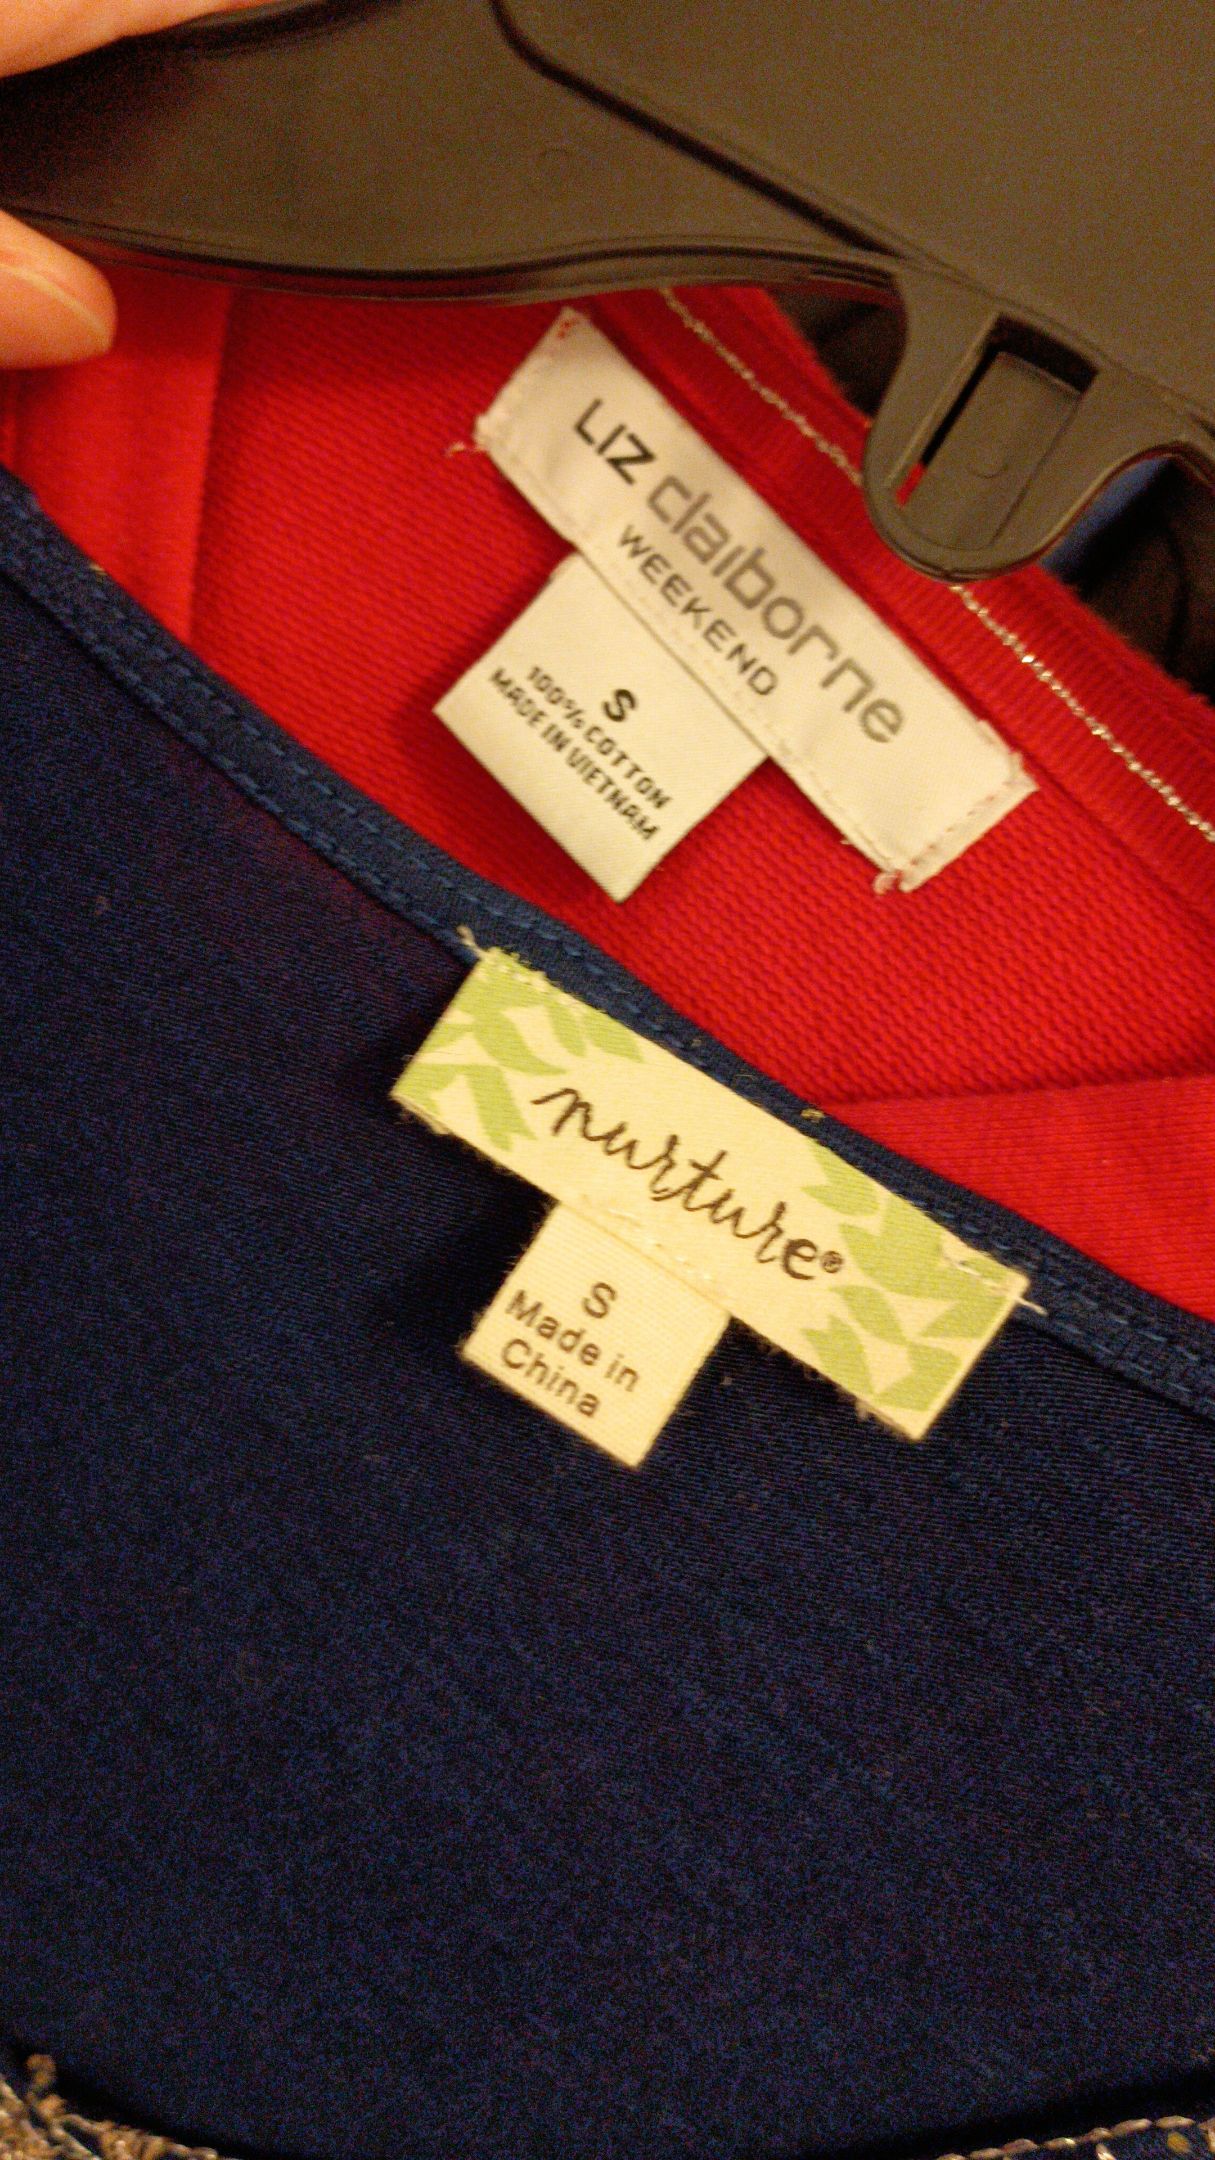 LIZ claiborne
WEEKEND
S
100% COTTON
MADE IN VIETNAM
nurture®
S
Made in
China